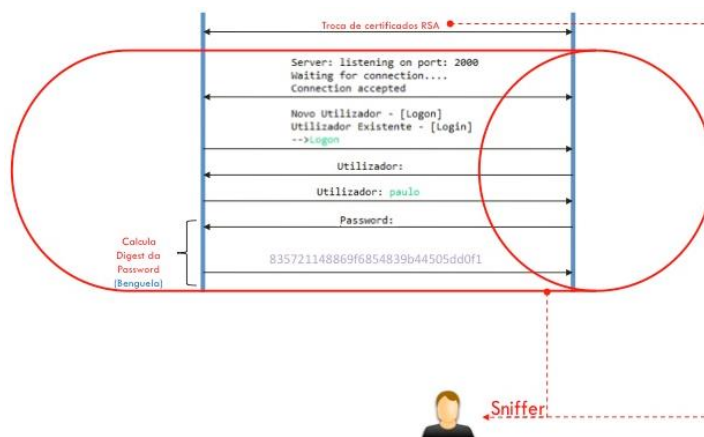 Troca de certificados RSA
Server: listening on port: 2000
Waiting for connection....
Connection accepted
Novo Utilizador - [Logon]
Utilizador Existente - [Login]
-->Logon
Utilizador:
Utilizador: paulo
Password:
Calcula
Digest da
Password
(Benguela)
835721148869f6854839b44505dd0f1
Sniffer